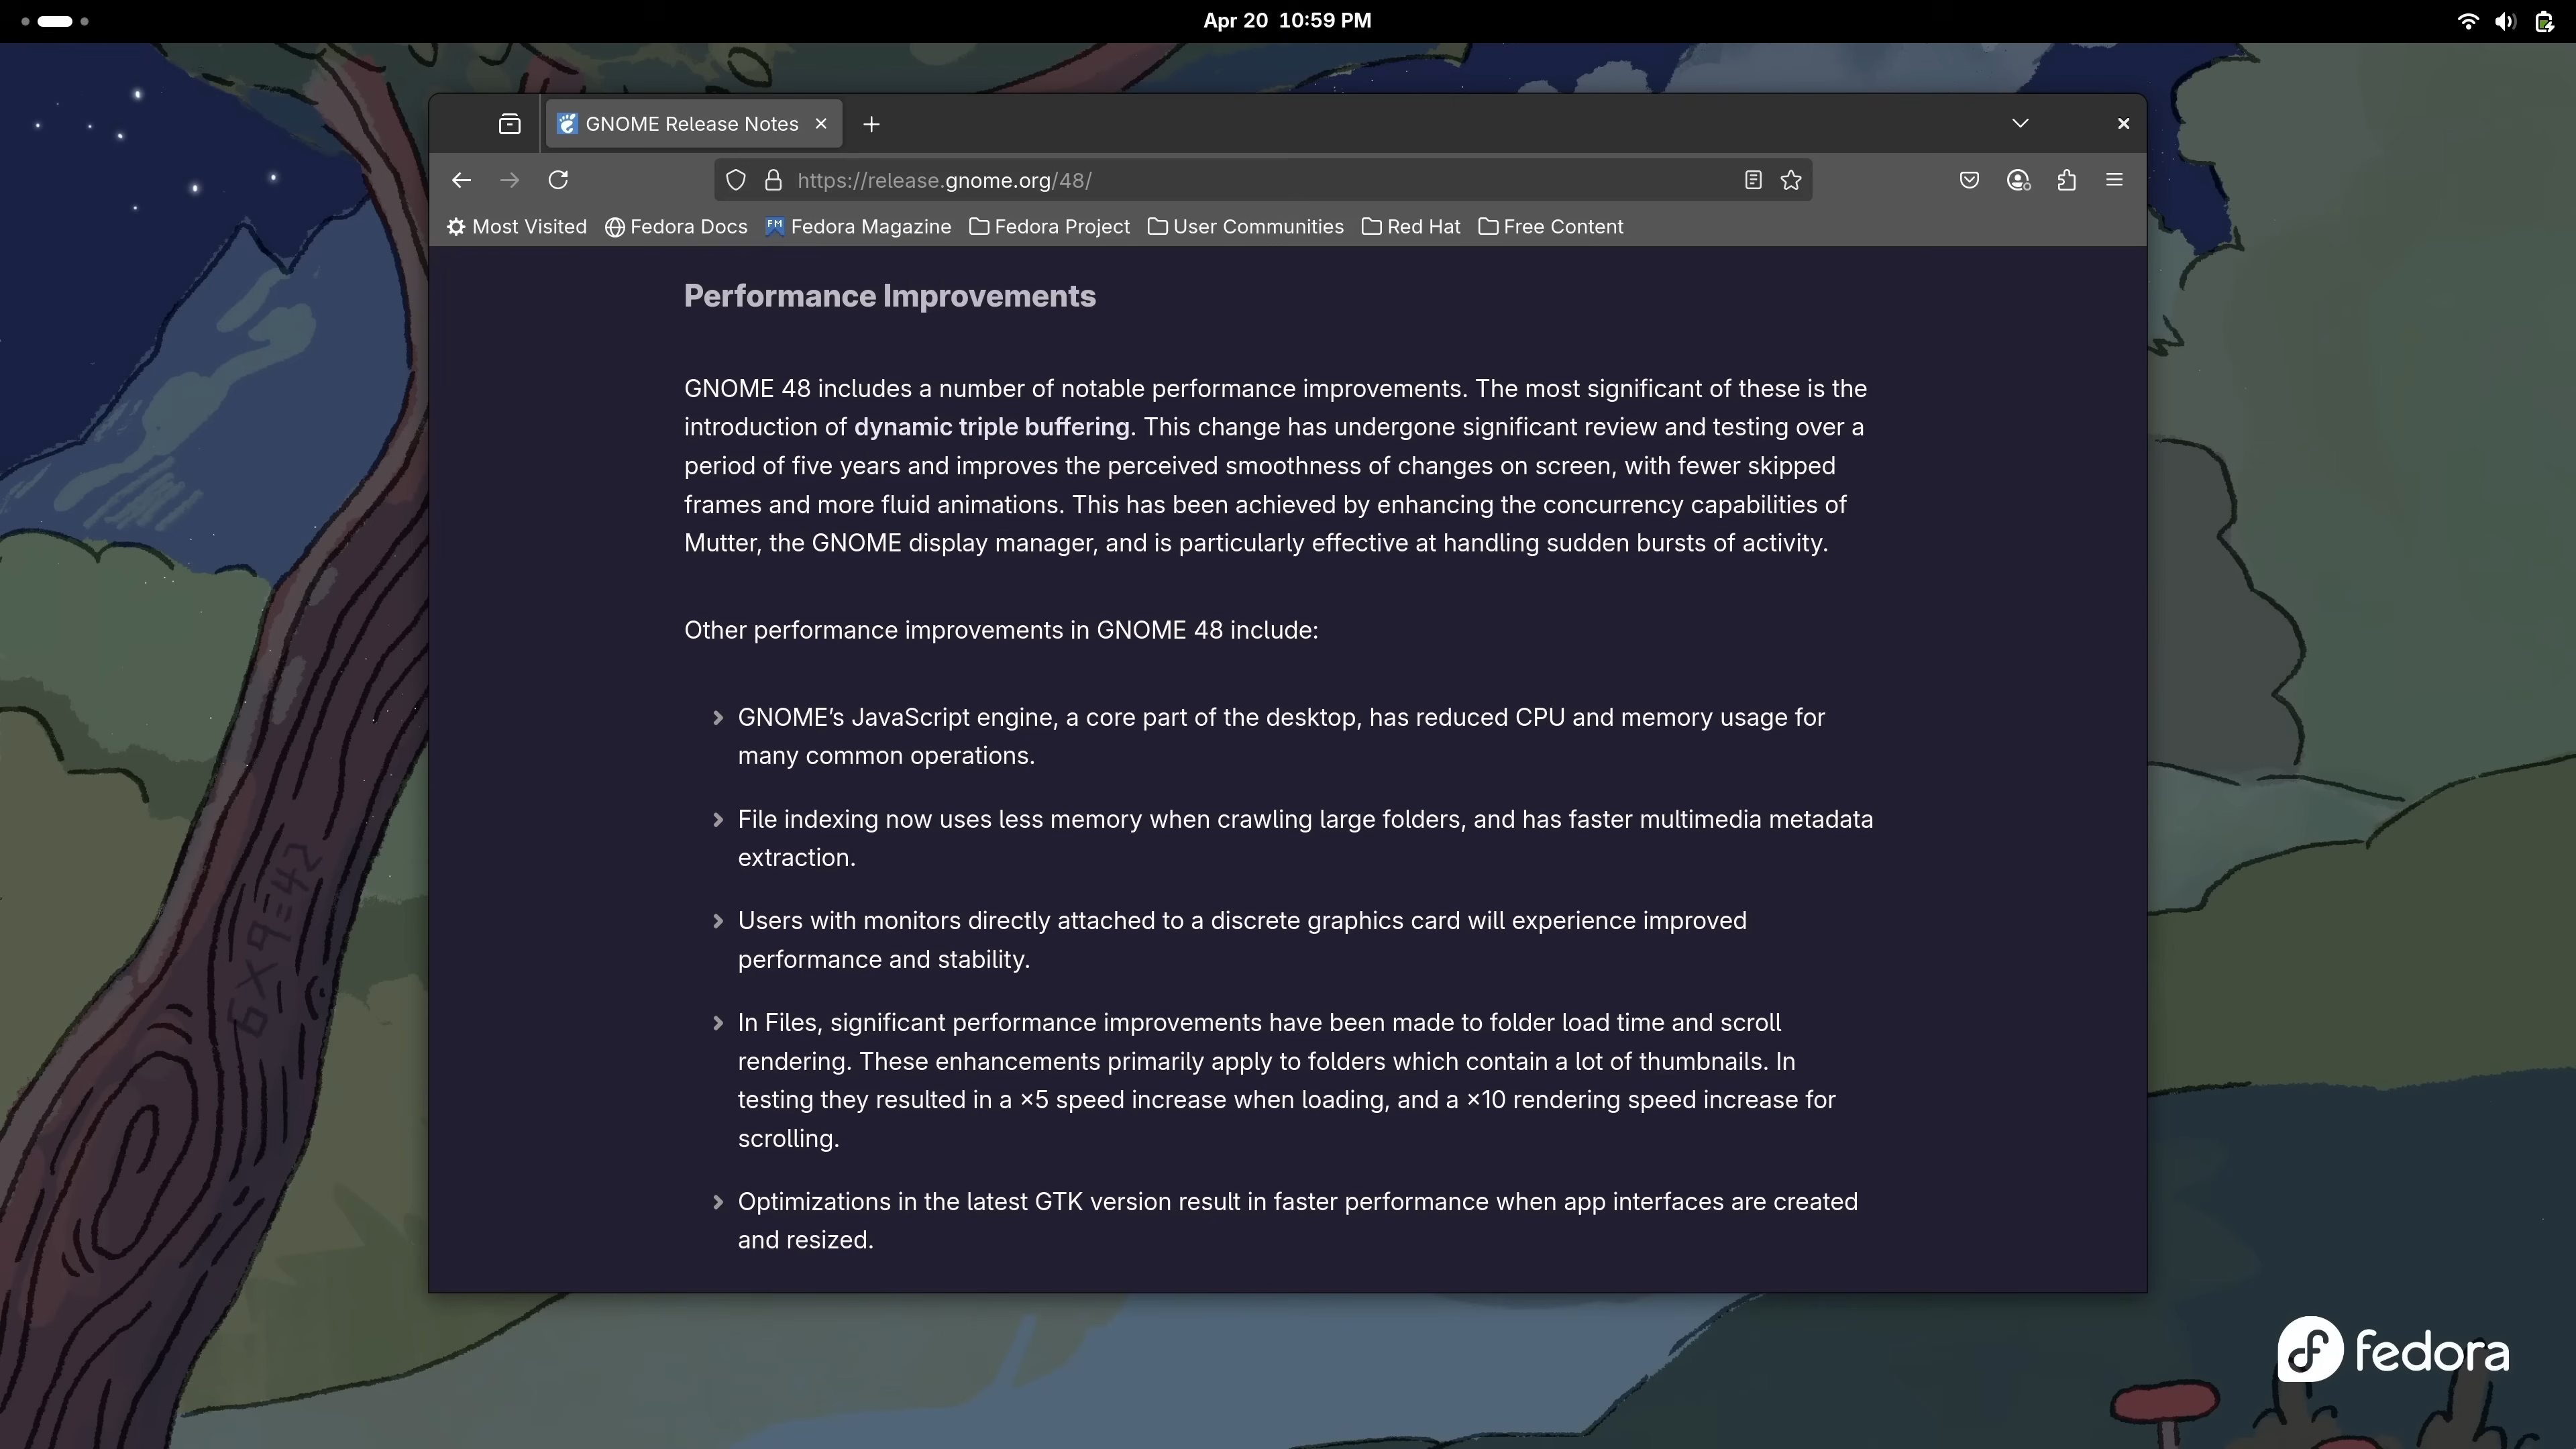 Apr 20 10:59 PM
GNOME Release Notes
https://release.gnome.org/48/
Most Visited Fedora Docs FM Fedora Magazine Fedora Project User Communities Red Hat Free Content
Performance Improvements
GNOME 48 includes a number of notable performance improvements. The most significant of these is the
introduction of dynamic triple buffering. This change has undergone significant review and testing over a
period of five years and improves the perceived smoothness of changes on screen, with fewer skipped
frames and more fluid animations. This has been achieved by enhancing the concurrency capabilities of
Mutter, the GNOME display manager, and is particularly effective at handling sudden bursts of activity.
Other performance improvements in GNOME 48 include:
GNOME’s JavaScript engine, a core part of the desktop, has reduced CPU and memory usage for
many common operations.
File indexing now uses less memory when crawling large folders, and has faster multimedia metadata
extraction.
Users with monitors directly attached to a discrete graphics card will experience improved
performance and stability.
In Files, significant performance improvements have been made to folder load time and scroll
rendering. These enhancements primarily apply to folders which contain a lot of thumbnails. In
testing they resulted in a ×5 speed increase when loading, and a ×10 rendering speed increase for
scrolling.
Optimizations in the latest GTK version result in faster performance when app interfaces are created
and resized.
6×9=42
fedora